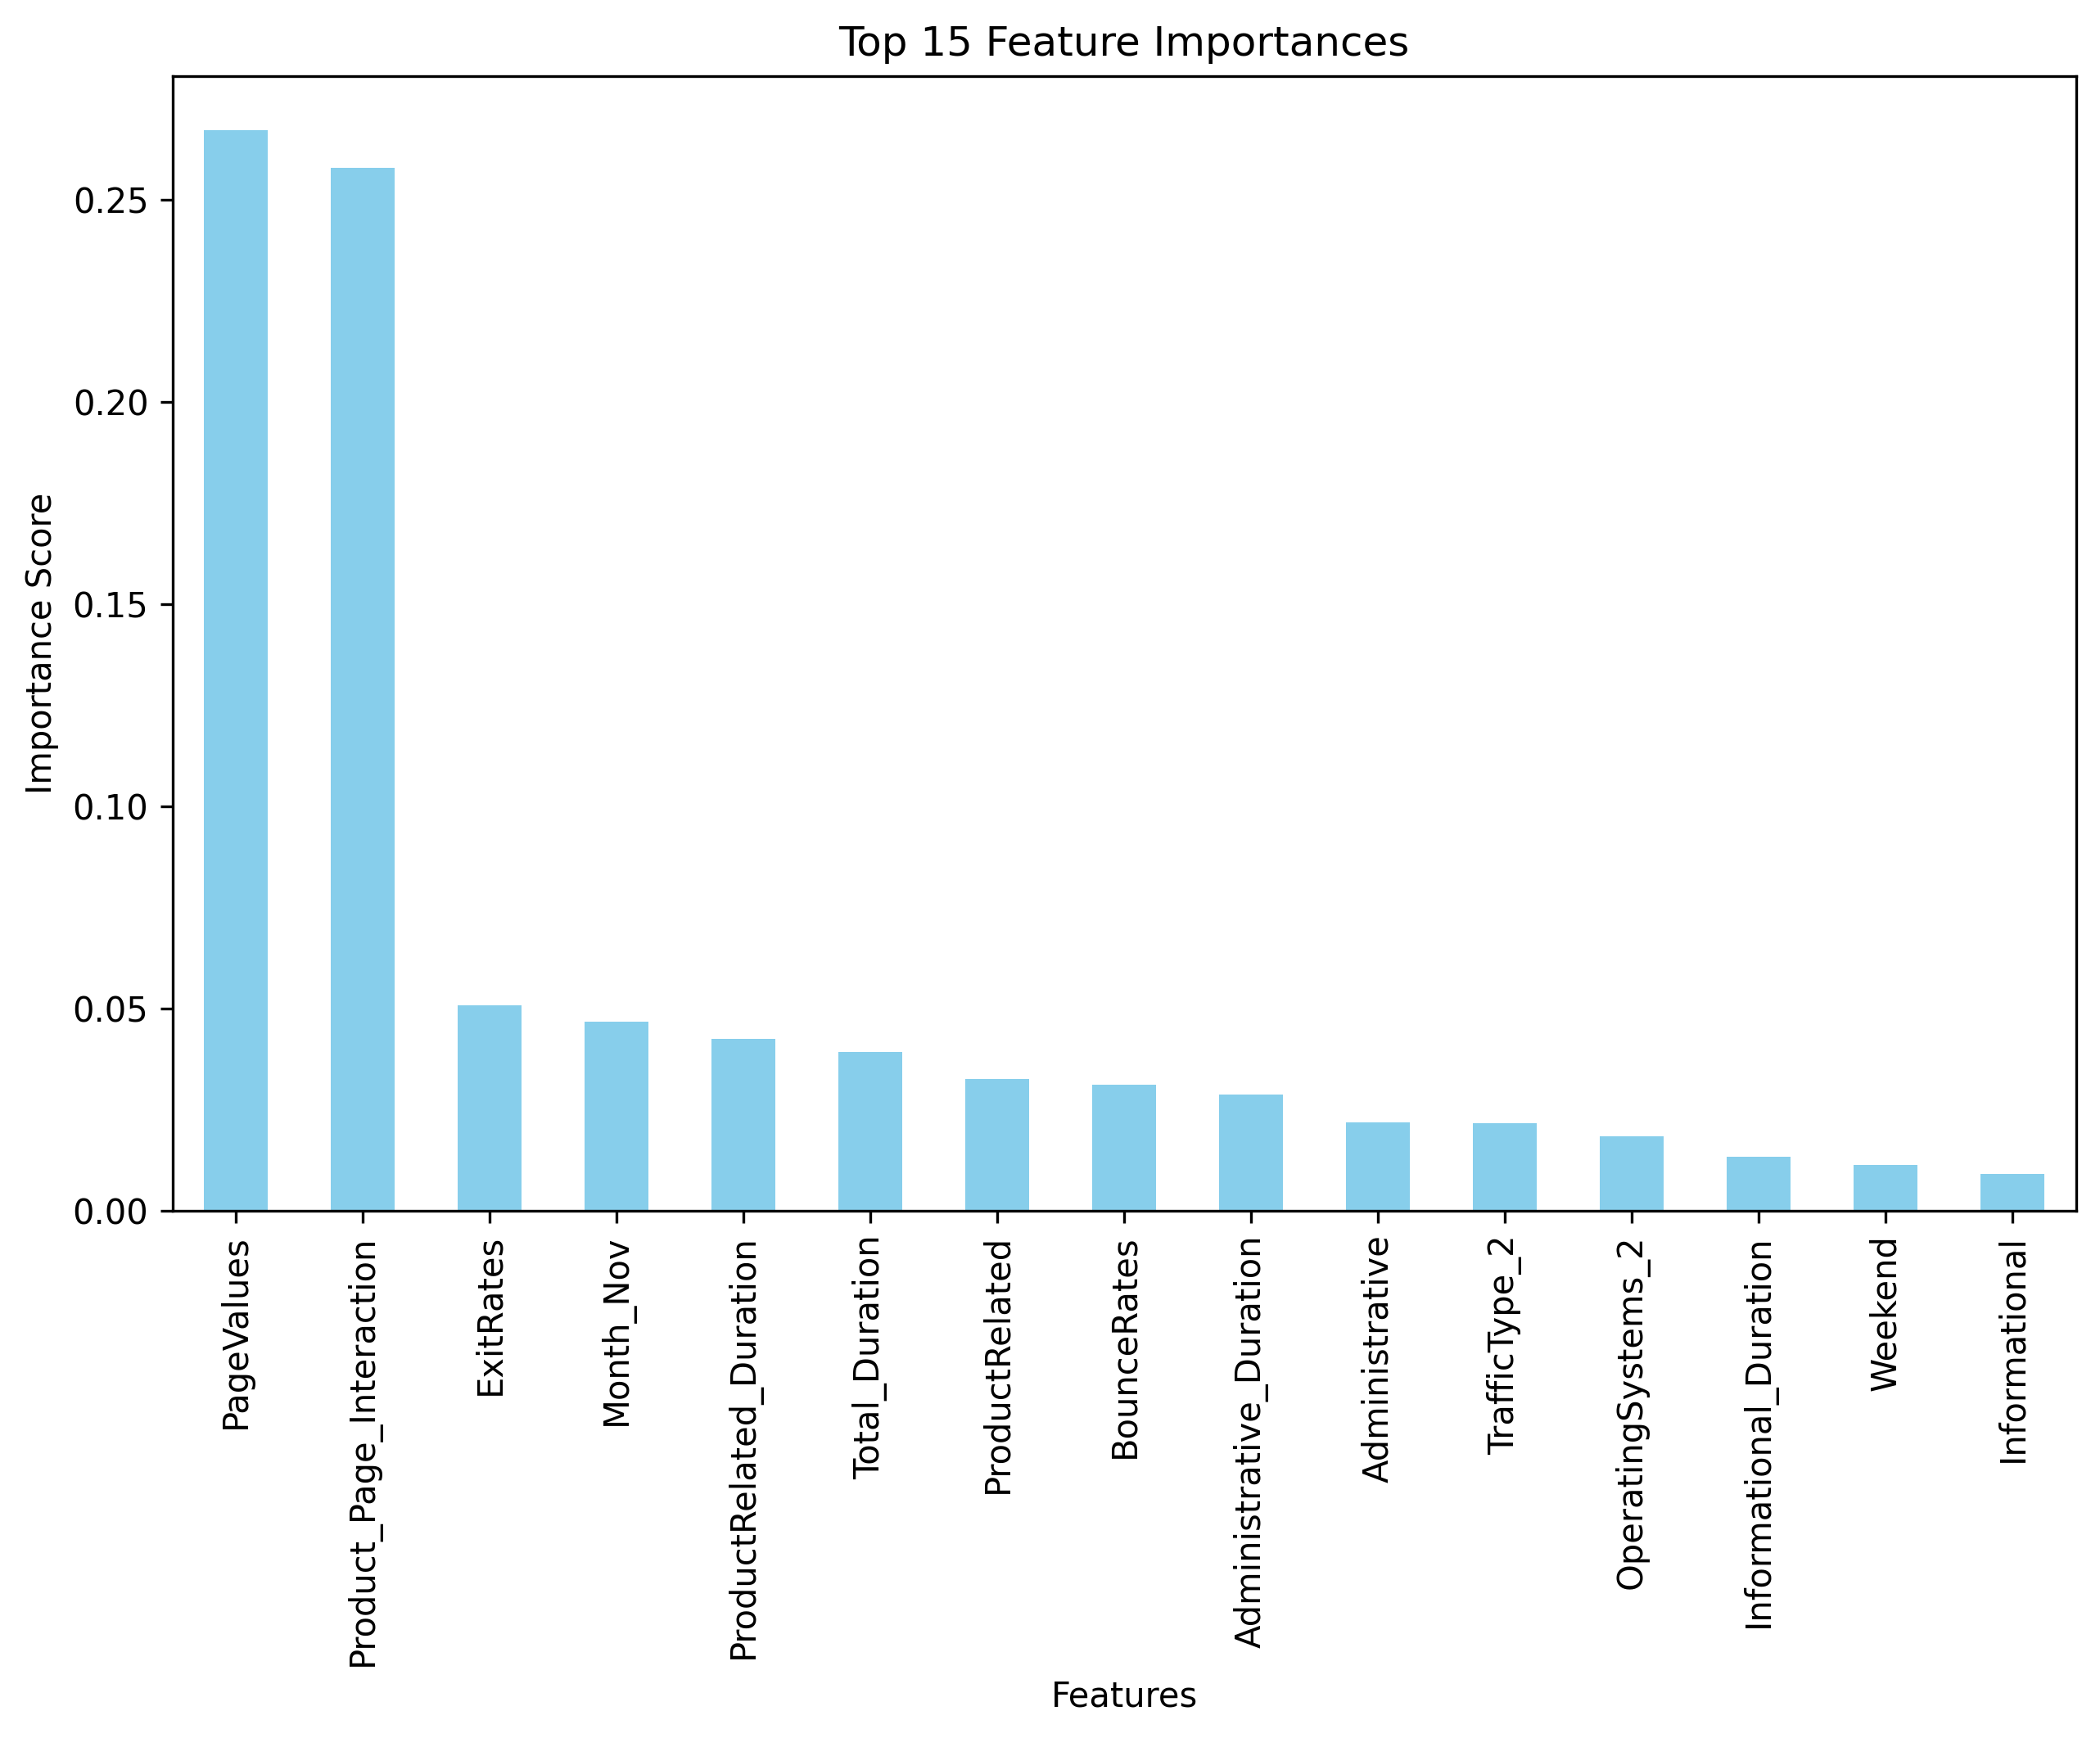 Top 15 Feature Importances
Importance Score
0.25
0.20
0.15
0.10
0.05
0.00
PageValues
Product_Page_Interaction
ExitRates
Month_Nov
ProductRelated_Duration
Total_Duration
ProductRelated
BounceRates
Administrative_Duration
Administrative
TrafficType_2
OperatingSystems_2
Informational_Duration
Weekend
Informational
Features